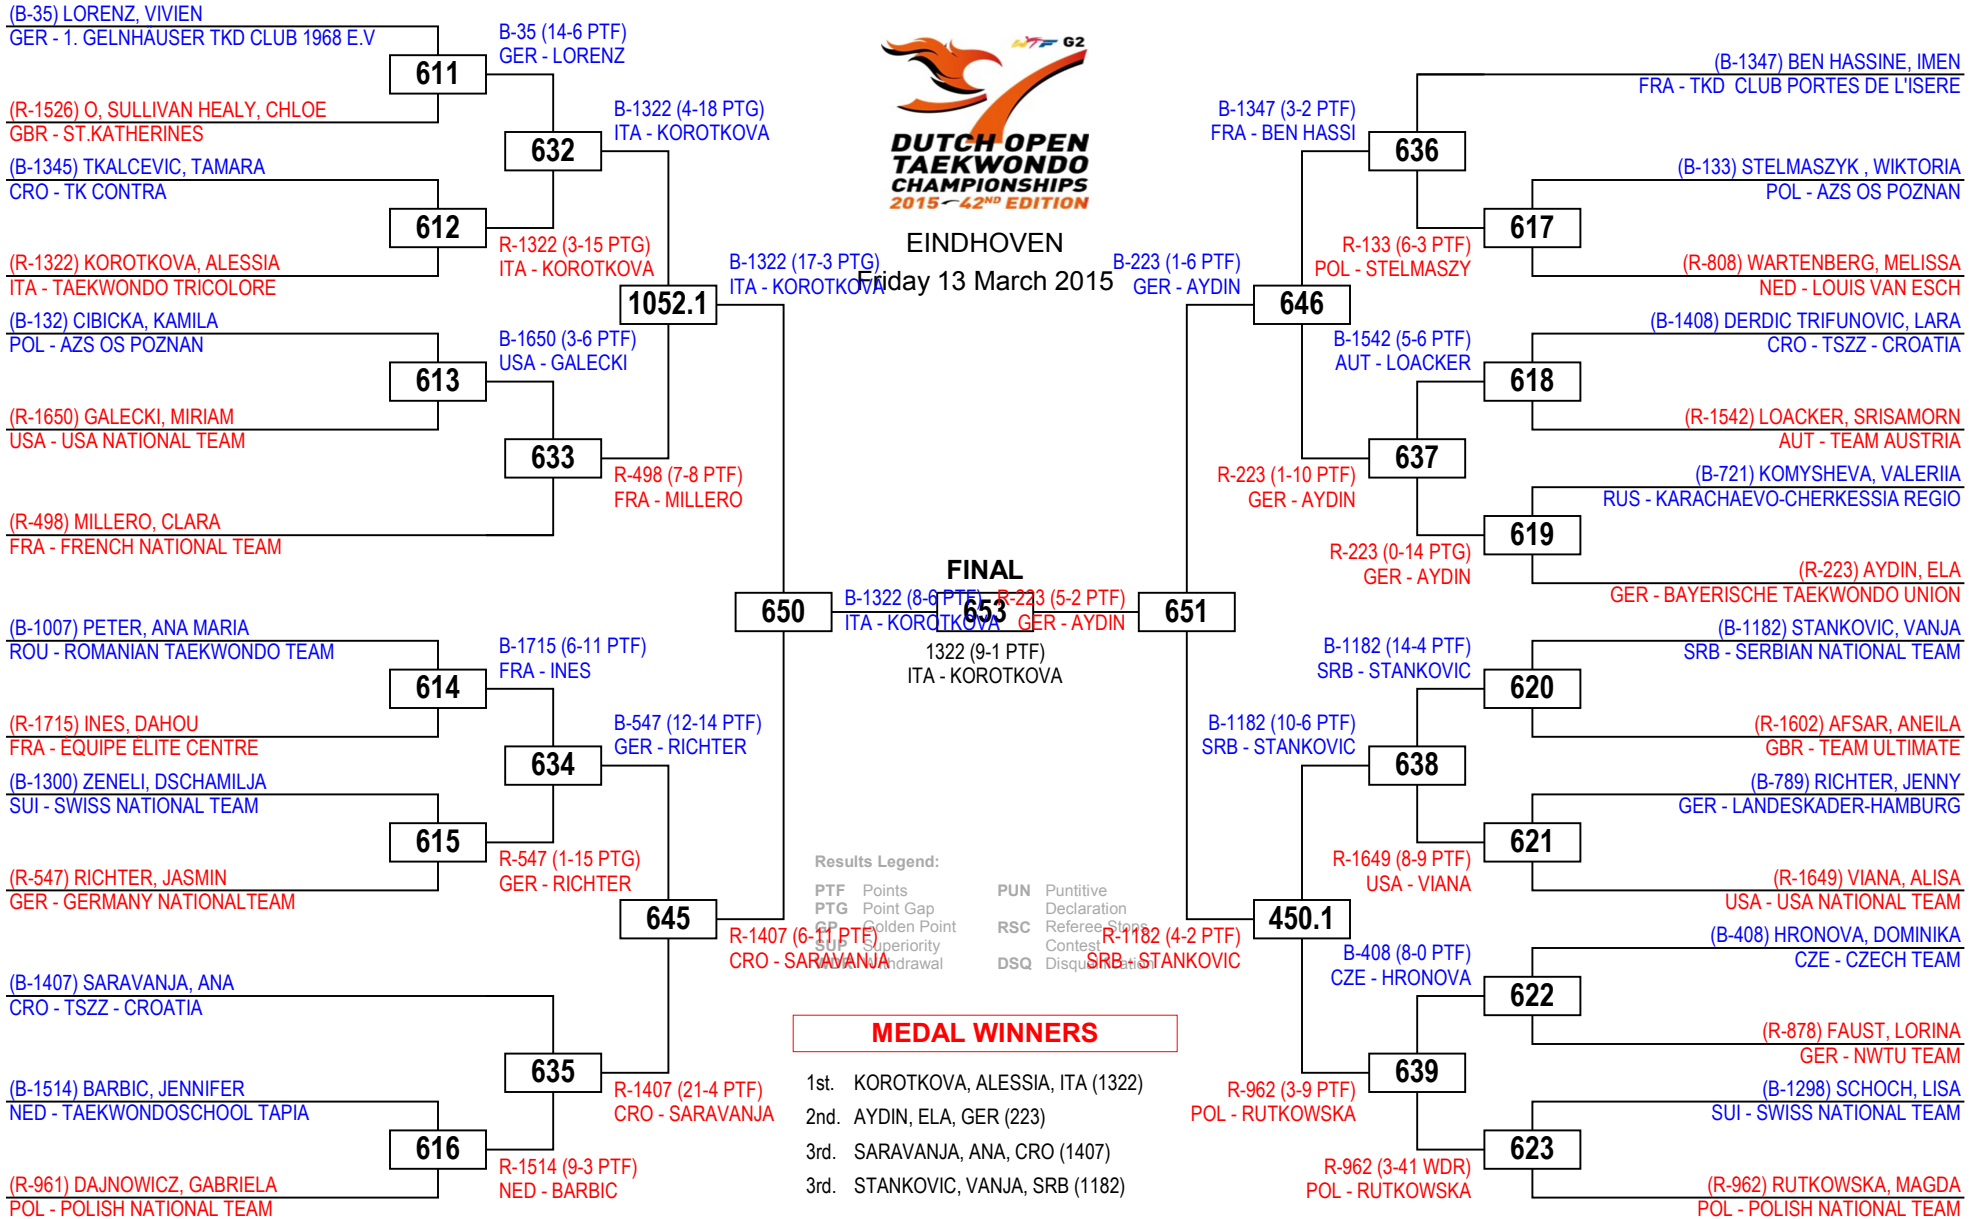 (B-35) LORENZ, VIVIEN
GER - 1. GELNHÄUSER TKD CLUB 1968 E.V
611
(R-1526) O, SULLIVAN HEALY, CHLOE
GBR - ST.KATHERINES
(B-1345) TKALCEVIC, TAMARA
CRO - TK CONTRA
612
(R-1322) KOROTKOVA, ALESSIA
ITA - TAEKWONDO TRICOLORE
(B-132) CIBICKA, KAMILA
POL - AZS OS POZNAN
613
(R-1650) GALECKI, MIRIAM
USA - USA NATIONAL TEAM
(R-498) MILLERO, CLARA
FRA - FRENCH NATIONAL TEAM
(B-1007) PETER, ANA MARIA
ROU - ROMANIAN TAEKWONDO TEAM
614
(R-1715) INES, DAHOU
FRA - ÉQUIPE ÉLITE CENTRE
(B-1300) ZENELI, DSCHAMILJA
SUI - SWISS NATIONAL TEAM
615
(R-547) RICHTER, JASMIN
GER - GERMANY NATIONALTEAM
(B-1407) SARAVANJA, ANA
CRO - TSZZ - CROATIA
(B-1514) BARBIC, JENNIFER
NED - TAEKWONDOSCHOOL TAPIA
616
(R-961) DAJNOWICZ, GABRIELA
POL - POLISH NATIONAL TEAM
B-35 (14-6 PTF)
GER - LORENZ
632
R-1322 (3-15 PTG)
ITA - KOROTKOVA
B-1650 (3-6 PTF)
USA - GALECKI
633
B-1715 (6-11 PTF)
FRA - INES
634
R-547 (1-15 PTG)
GER - RICHTER
635
R-1514 (9-3 PTF)
NED - BARBIC
B-1322 (4-18 PTG)
ITA - KOROTKOVA
1052.1
R-498 (7-8 PTF)
FRA - MILLERO
B-547 (12-14 PTF)
GER - RICHTER
645
R-1407 (21-4 PTF)
CRO - SARAVANJA
B-1322 (17-3 PTG)
ITA - KOROTKOVA
650
R-1407 (6-11 PTF)
CRO - SARAVANJA
WTF G2
DUTCH OPEN
TAEKWONDO
CHAMPIONSHIPS
2015 ~ 42ND EDITION
EINDHOVEN
Friday 13 March 2015
FINAL
B-1322 (8-6 PTF)
ITA - KOROTKOVA
653
R-223 (5-2 PTF)
GER - AYDIN
1322 (9-1 PTF)
ITA - KOROTKOVA
Results Legend:
PTF Points
PTG Point Gap
GP Golden Point
SUP Superiority
WDR Withdrawal
PUN Puntitive
Declaration
RSC Referee Stops
Contest
DSQ Disqualification
MEDAL WINNERS
1st. KOROTKOVA, ALESSIA, ITA (1322)
2nd. AYDIN, ELA, GER (223)
3rd. SARAVANJA, ANA, CRO (1407)
3rd. STANKOVIC, VANJA, SRB (1182)
B-223 (1-6 PTF)
GER - AYDIN
651
R-1182 (4-2 PTF)
SRB - STANKOVIC
B-1347 (3-2 PTF)
FRA - BEN HASSI
646
R-223 (1-10 PTF)
GER - AYDIN
B-1182 (10-6 PTF)
SRB - STANKOVIC
450.1
R-962 (3-9 PTF)
POL - RUTKOWSKA
636
R-133 (6-3 PTF)
POL - STELMASZY
B-1542 (5-6 PTF)
AUT - LOACKER
637
R-223 (0-14 PTG)
GER - AYDIN
B-1182 (14-4 PTF)
SRB - STANKOVIC
638
R-1649 (8-9 PTF)
USA - VIANA
B-408 (8-0 PTF)
CZE - HRONOVA
639
R-962 (3-41 WDR)
POL - RUTKOWSKA
(B-1347) BEN HASSINE, IMEN
FRA - TKD CLUB PORTES DE L'ISERE
(B-133) STELMASZYK , WIKTORIA
POL - AZS OS POZNAN
617
(R-808) WARTENBERG, MELISSA
NED - LOUIS VAN ESCH
(B-1408) DERDIC TRIFUNOVIC, LARA
CRO - TSZZ - CROATIA
618
(R-1542) LOACKER, SRISAMORN
AUT - TEAM AUSTRIA
(B-721) KOMYSHEVA, VALERIIA
RUS - KARACHAEVO-CHERKESSIA REGIO
619
(R-223) AYDIN, ELA
GER - BAYERISCHE TAEKWONDO UNION
(B-1182) STANKOVIC, VANJA
SRB - SERBIAN NATIONAL TEAM
620
(R-1602) AFSAR, ANEILA
GBR - TEAM ULTIMATE
(B-789) RICHTER, JENNY
GER - LANDESKADER-HAMBURG
621
(R-1649) VIANA, ALISA
USA - USA NATIONAL TEAM
(B-408) HRONOVA, DOMINIKA
CZE - CZECH TEAM
622
(R-878) FAUST, LORINA
GER - NWTU TEAM
(B-1298) SCHOCH, LISA
SUI - SWISS NATIONAL TEAM
623
(R-962) RUTKOWSKA, MAGDA
POL - POLISH NATIONAL TEAM